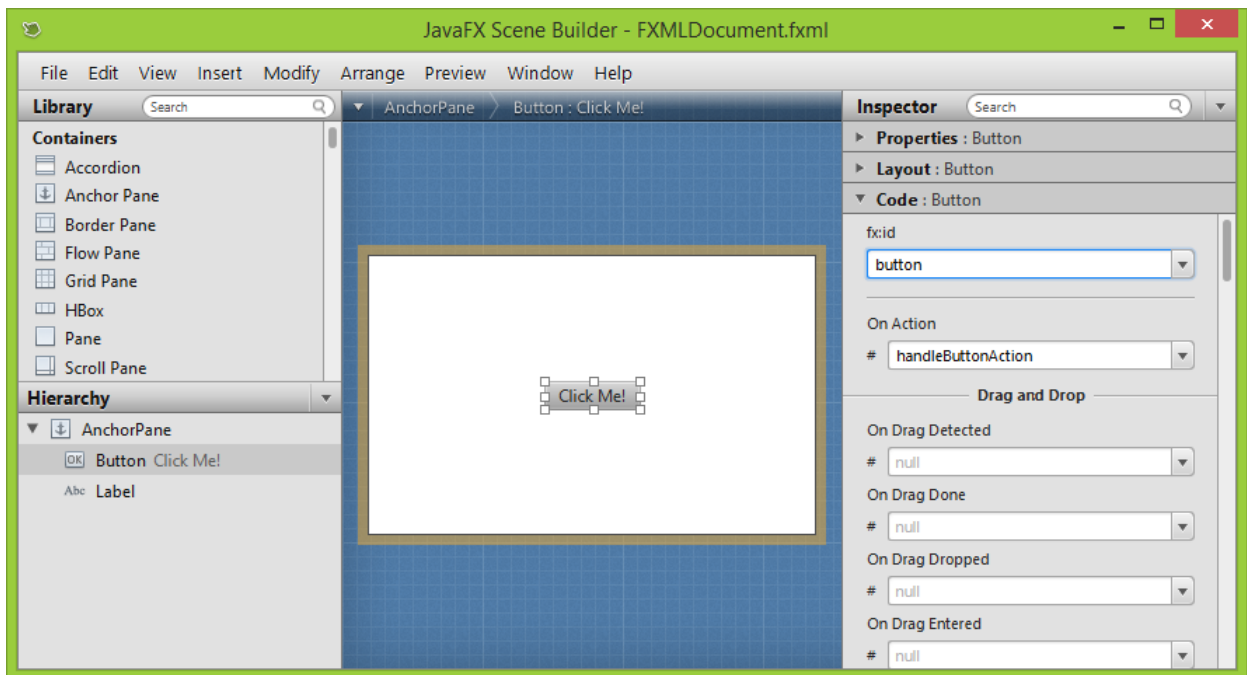 JavaFX Scene Builder - FXMLDocument.fxml
File Edit View Insert Modify Arrange Preview Window Help
Library Search
Containers
Accordion
Anchor Pane
Border Pane
Flow Pane
Grid Pane
HBox
Pane
Scroll Pane
Hierarchy
AnchorPane
OK Button Click Me!
Abc Label
AnchorPane Button : Click Me!
Click Me!
Inspector Search
Properties : Button
Layout : Button
Code : Button
fx:id
button
On Action
# handleButtonAction
Drag and Drop
On Drag Detected
# null
On Drag Done
# null
On Drag Dropped
# null
On Drag Entered
# null